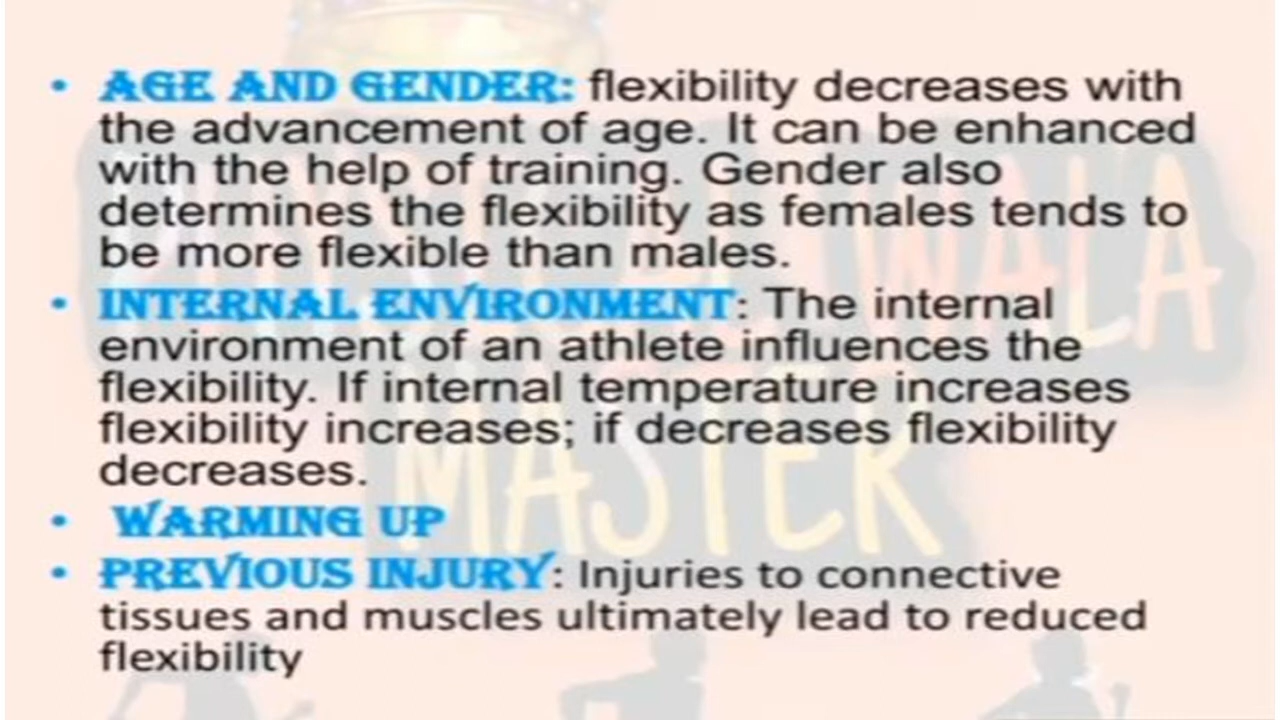 • AGE AND GENDER: flexibility decreases with
the advancement of age. It can be enhanced
with the help of training. Gender also
determines the flexibility as females tends to
be more flexible than males.
• INTERNAL ENVIRONMENT: The internal
environment of an athlete influences the
flexibility. If internal temperature increases
flexibility increases; if decreases flexibility
decreases.
• WARMING UP
• PREVIOUS INJURY: Injuries to connective
tissues and muscles ultimately lead to reduced
flexibility
WALA
MASTER